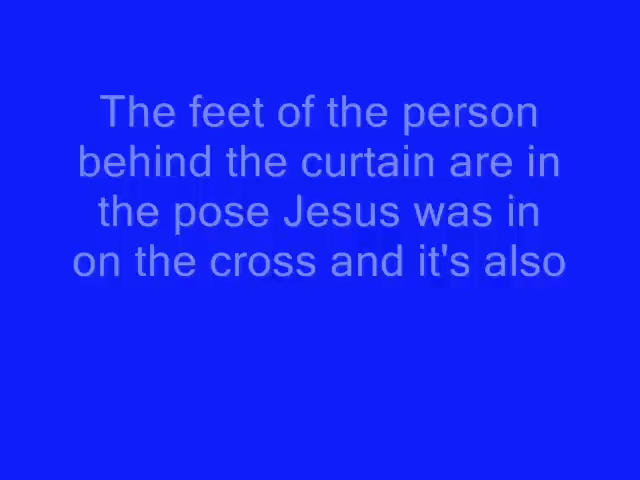 The feet of the person
behind the curtain are in
the pose Jesus was in
on the cross and it's also